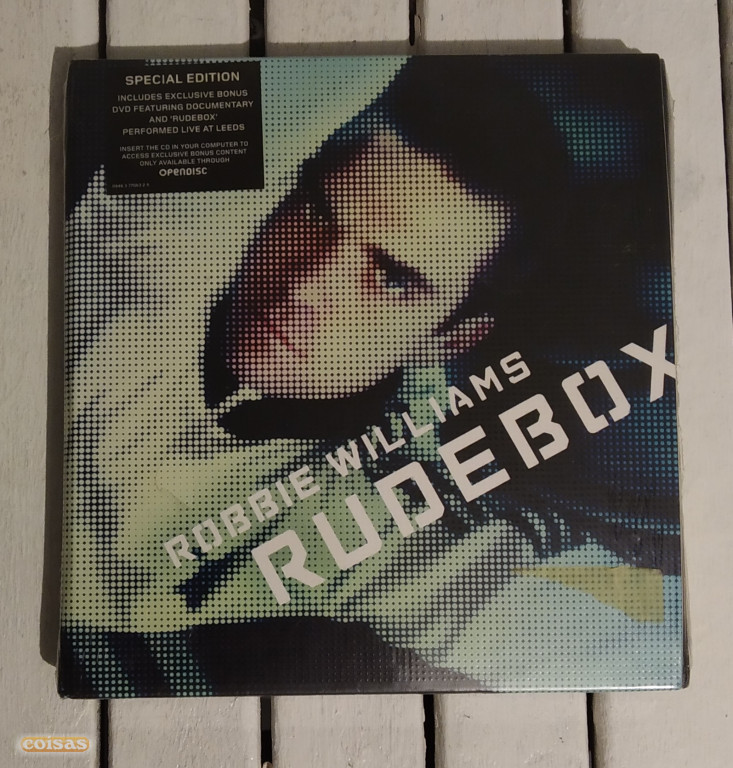 SPECIAL EDITION
INCLUDES EXCLUSIVE BONUS
DVD FEATURING DOCUMENTARY
AND 'RUDEBOX'
PERFORMED LIVE AT LEEDS
INSERT THE CD IN YOUR COMPUTER TO
ACCESS EXCLUSIVE BONUS CONTENT
ONLY AVAILABLE THROUGH
OPENDISC
ROBBIE WILLIAMS
RUDEBOX
coisas